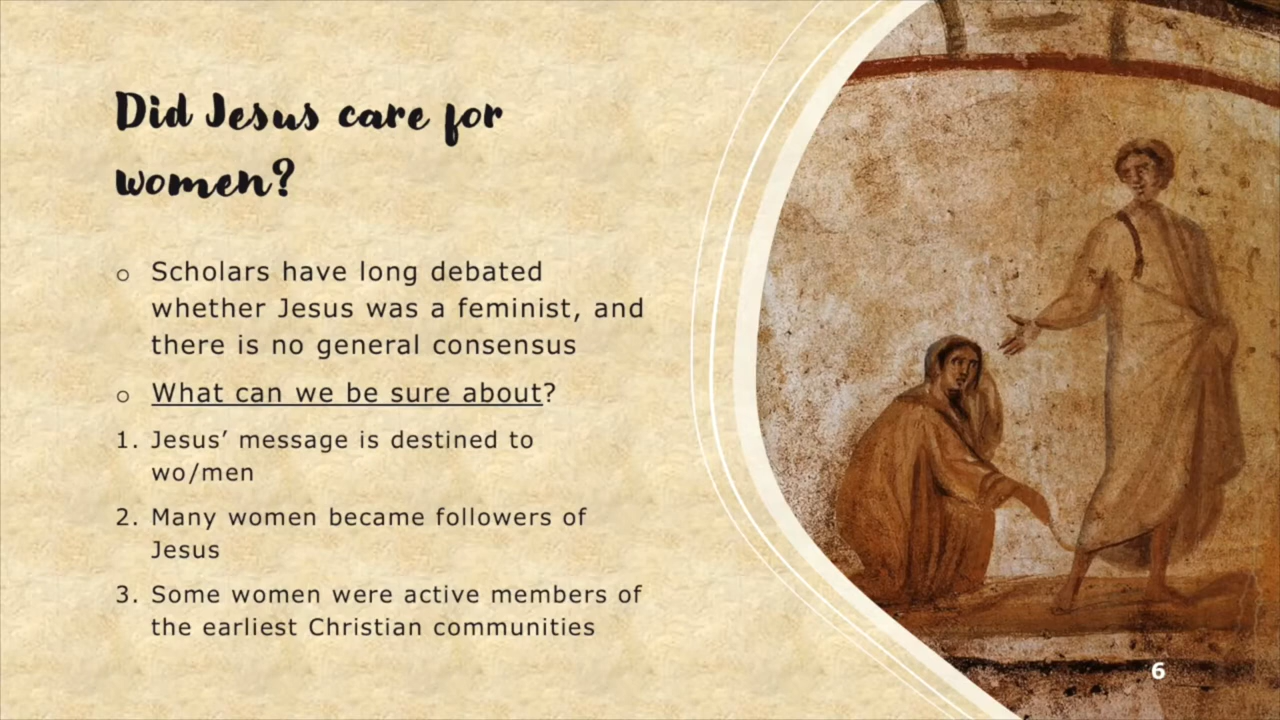 Did Jesus care for
women?
o Scholars have long debated
whether Jesus was a feminist, and
there is no general consensus
o What can we be sure about?
1. Jesus’ message is destined to
wo/men
2. Many women became followers of
Jesus
3. Some women were active members of
the earliest Christian communities
6